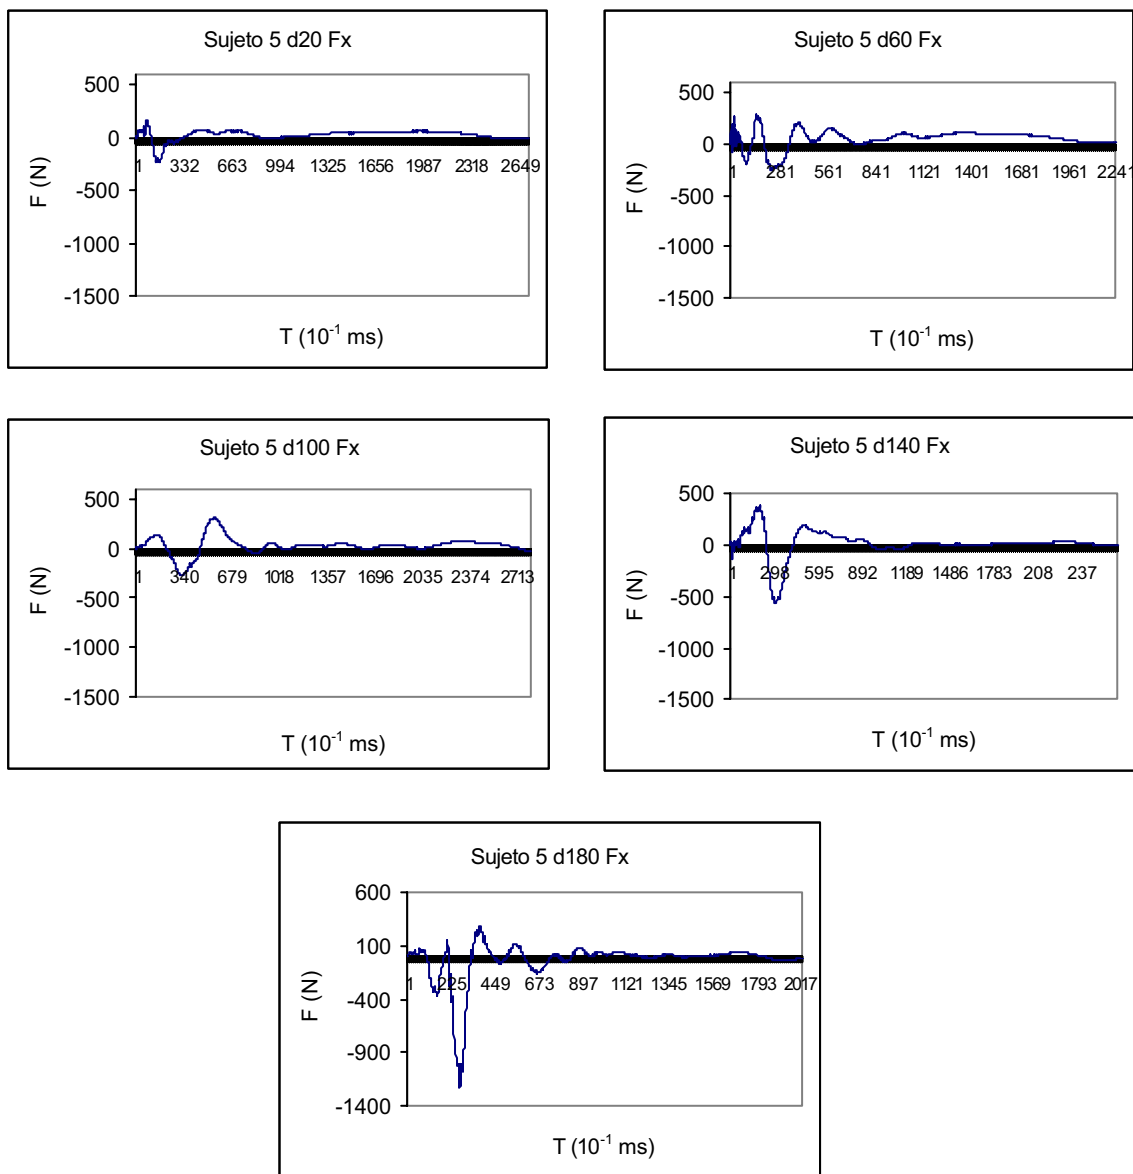 Sujeto 5 d20 Fx
500
0
-500
-1000
-1500
F (N)
1 332 663 994 1325 1656 1987 2318 2649
T (10⁻¹ ms)
Sujeto 5 d60 Fx
500
0
-500
-1000
-1500
F (N)
1 281 561 841 1121 1401 1681 1961 2241
T (10⁻¹ ms)
Sujeto 5 d100 Fx
500
0
-500
-1000
-1500
F (N)
1 340 679 1018 1357 1696 2035 2374 2713
T (10⁻¹ ms)
Sujeto 5 d140 Fx
500
0
-500
-1000
-1500
F (N)
1 298 595 892 1189 1486 1783 208 237
T (10⁻¹ ms)
Sujeto 5 d180 Fx
600
100
-400
-900
-1400
F (N)
1 225 449 673 897 1121 1345 1569 1793 2017
T (10⁻¹ ms)